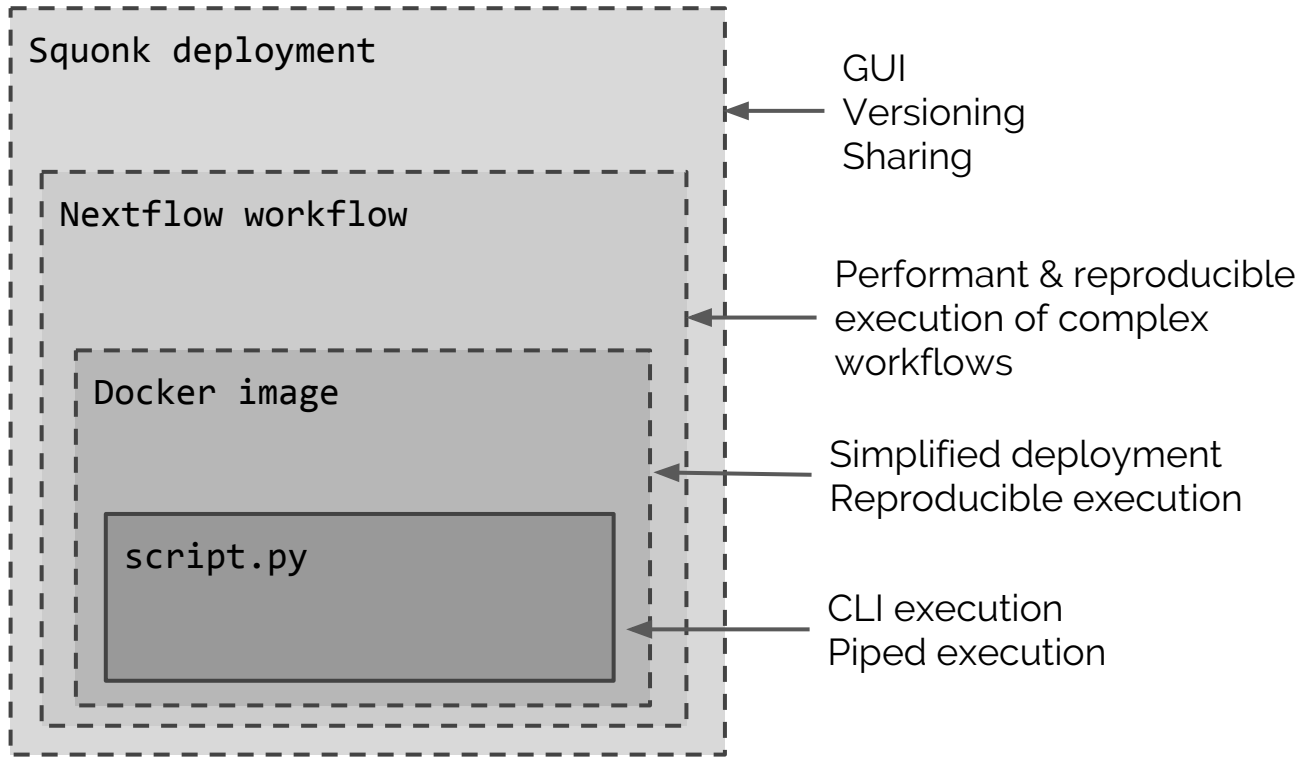 Squonk deployment
GUI
Versioning
Sharing
Nextflow workflow
Performant & reproducible
execution of complex
workflows
Docker image
Simplified deployment
Reproducible execution
script.py
CLI execution
Piped execution